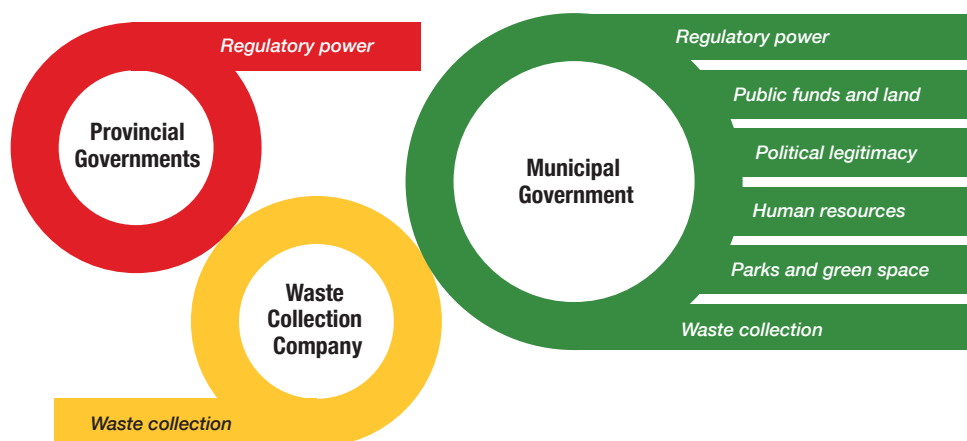 Regulatory power
Provincial
Governments
Waste
Collection
Company
Waste collection
Municipal
Government
Regulatory power
Public funds and land
Political legitimacy
Human resources
Parks and green space
Waste collection